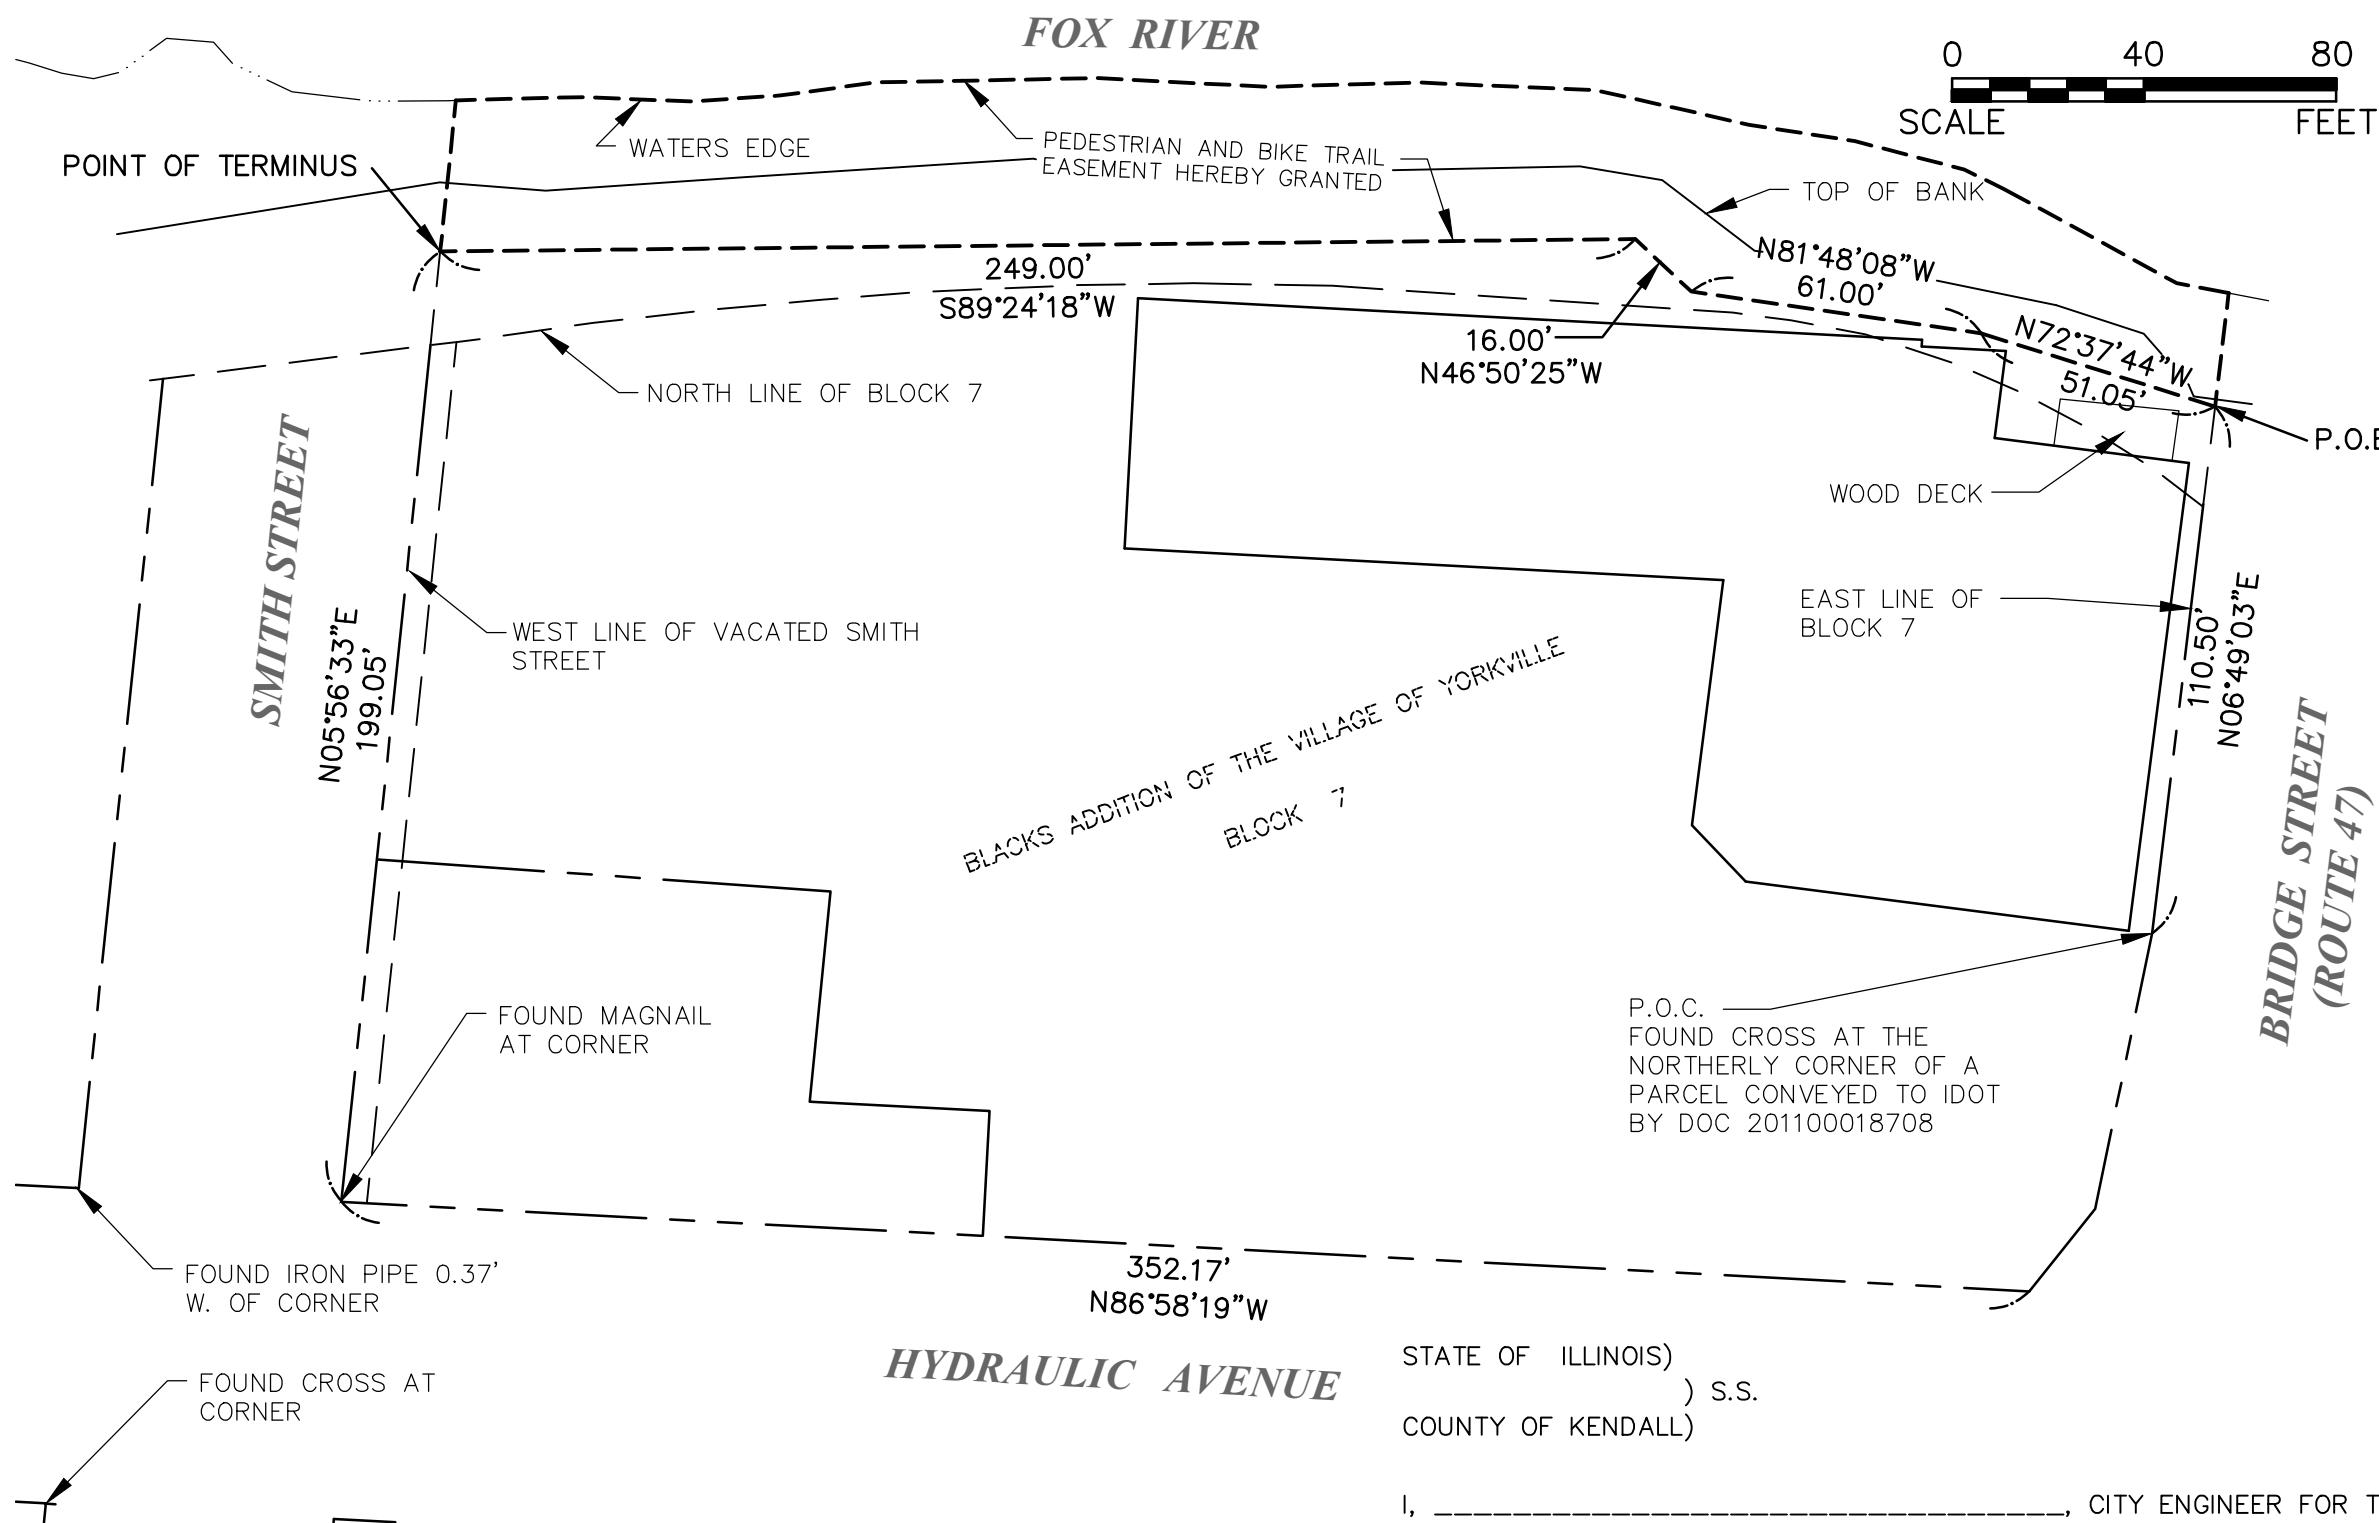 FOX RIVER
0 40 80
SCALE FEET
WATERS EDGE
PEDESTRIAN AND BIKE TRAIL
EASEMENT HEREBY GRANTED
POINT OF TERMINUS
TOP OF BANK
249.00'
S89°24'18"W
N81°48'08"W
61.00'
16.00'
N46°50'25"W
N72°37'44"W
51.05'
P.O.B
NORTH LINE OF BLOCK 7
WOOD DECK
SMITH STREET
WEST LINE OF VACATED SMITH
STREET
N05°56'33"E
199.05'
EAST LINE OF
BLOCK 7
110.50'
N06°49'03"E
BLACKS ADDITION OF THE VILLAGE OF YORKVILLE
BLOCK 7
BRIDGE STREET
(ROUTE 47)
FOUND MAGNAIL
AT CORNER
P.O.C.
FOUND CROSS AT THE
NORTHERLY CORNER OF A
PARCEL CONVEYED TO IDOT
BY DOC 201100018708
FOUND IRON PIPE 0.37'
W. OF CORNER
352.17'
N86°58'19"W
HYDRAULIC AVENUE
FOUND CROSS AT
CORNER
STATE OF ILLINOIS)
) S.S.
COUNTY OF KENDALL)
I, ________________________________, CITY ENGINEER FOR T